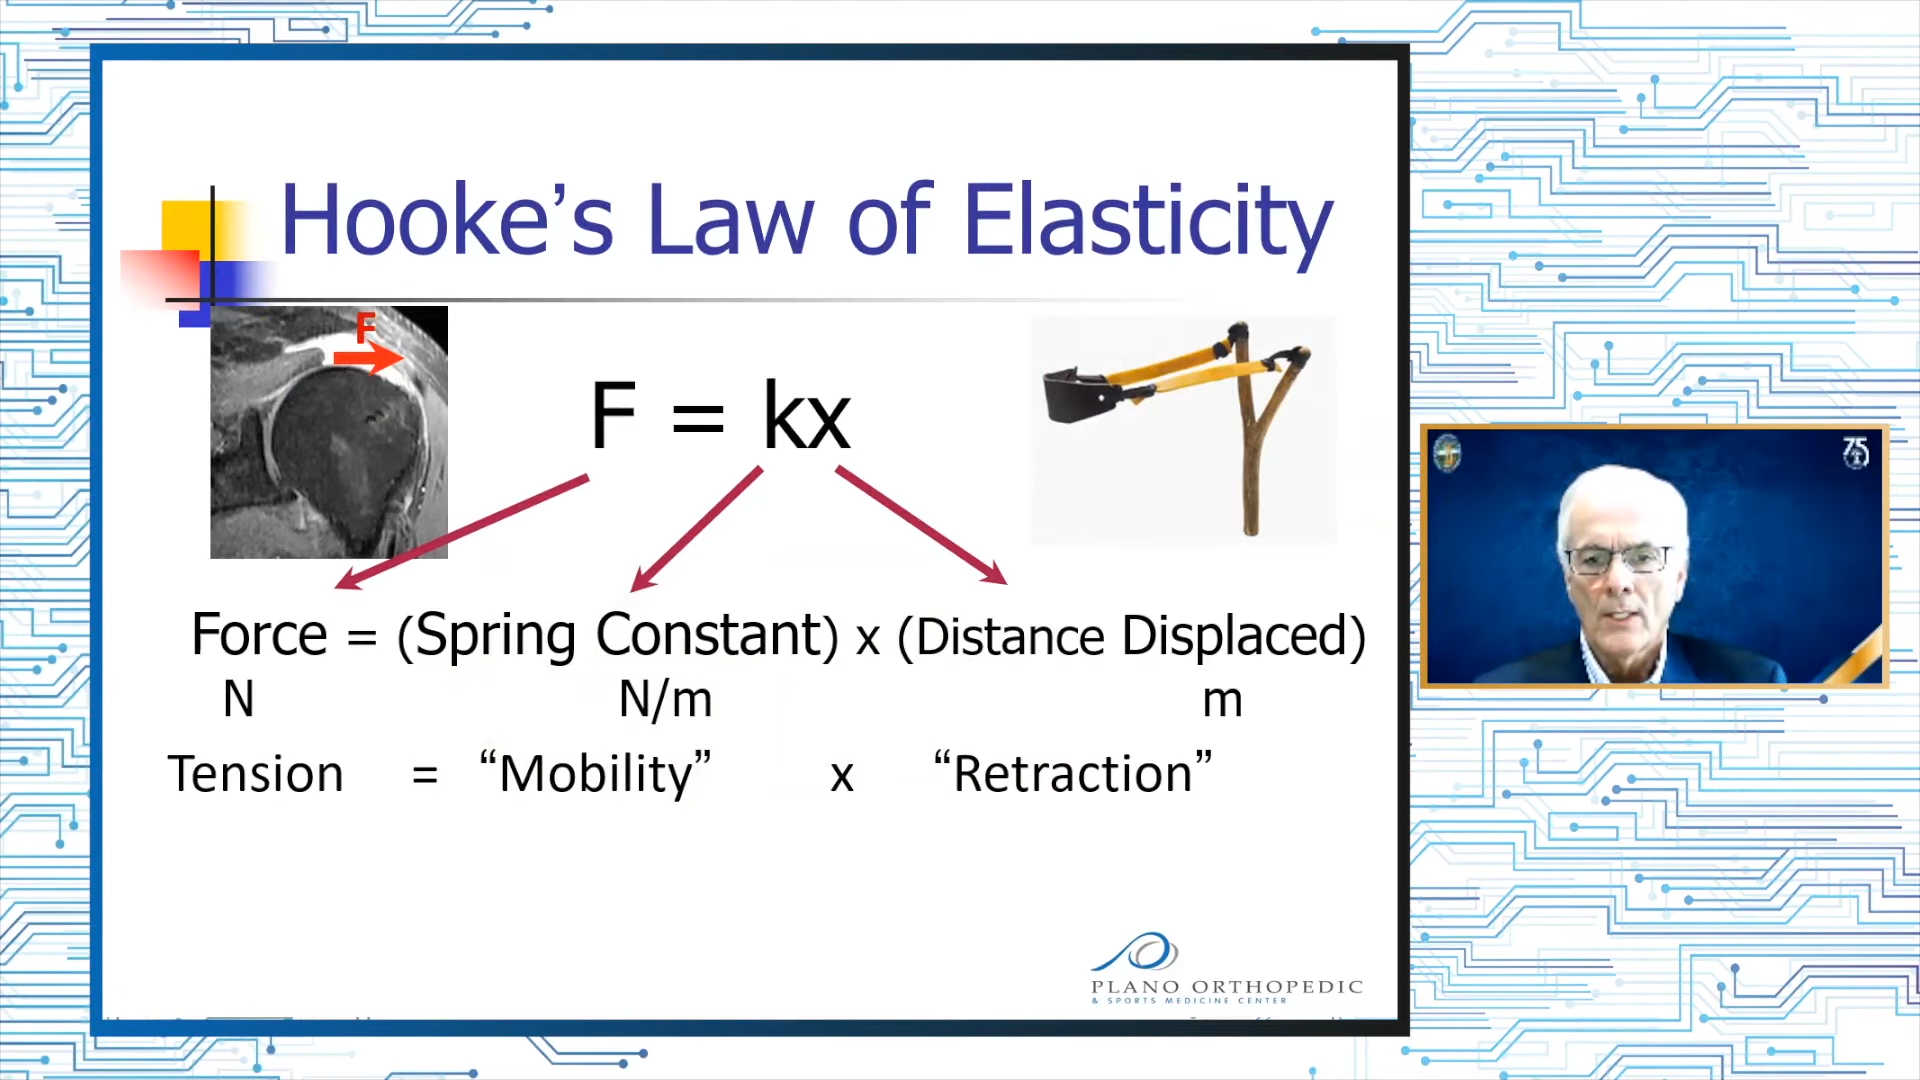 Hooke’s Law of Elasticity
F
F = kx
75
Force = (Spring Constant) x (Distance Displaced)
N N/m m
Tension = “Mobility” x “Retraction”
PLANO ORTHOPEDIC
& SPORTS MEDICINE CENTER